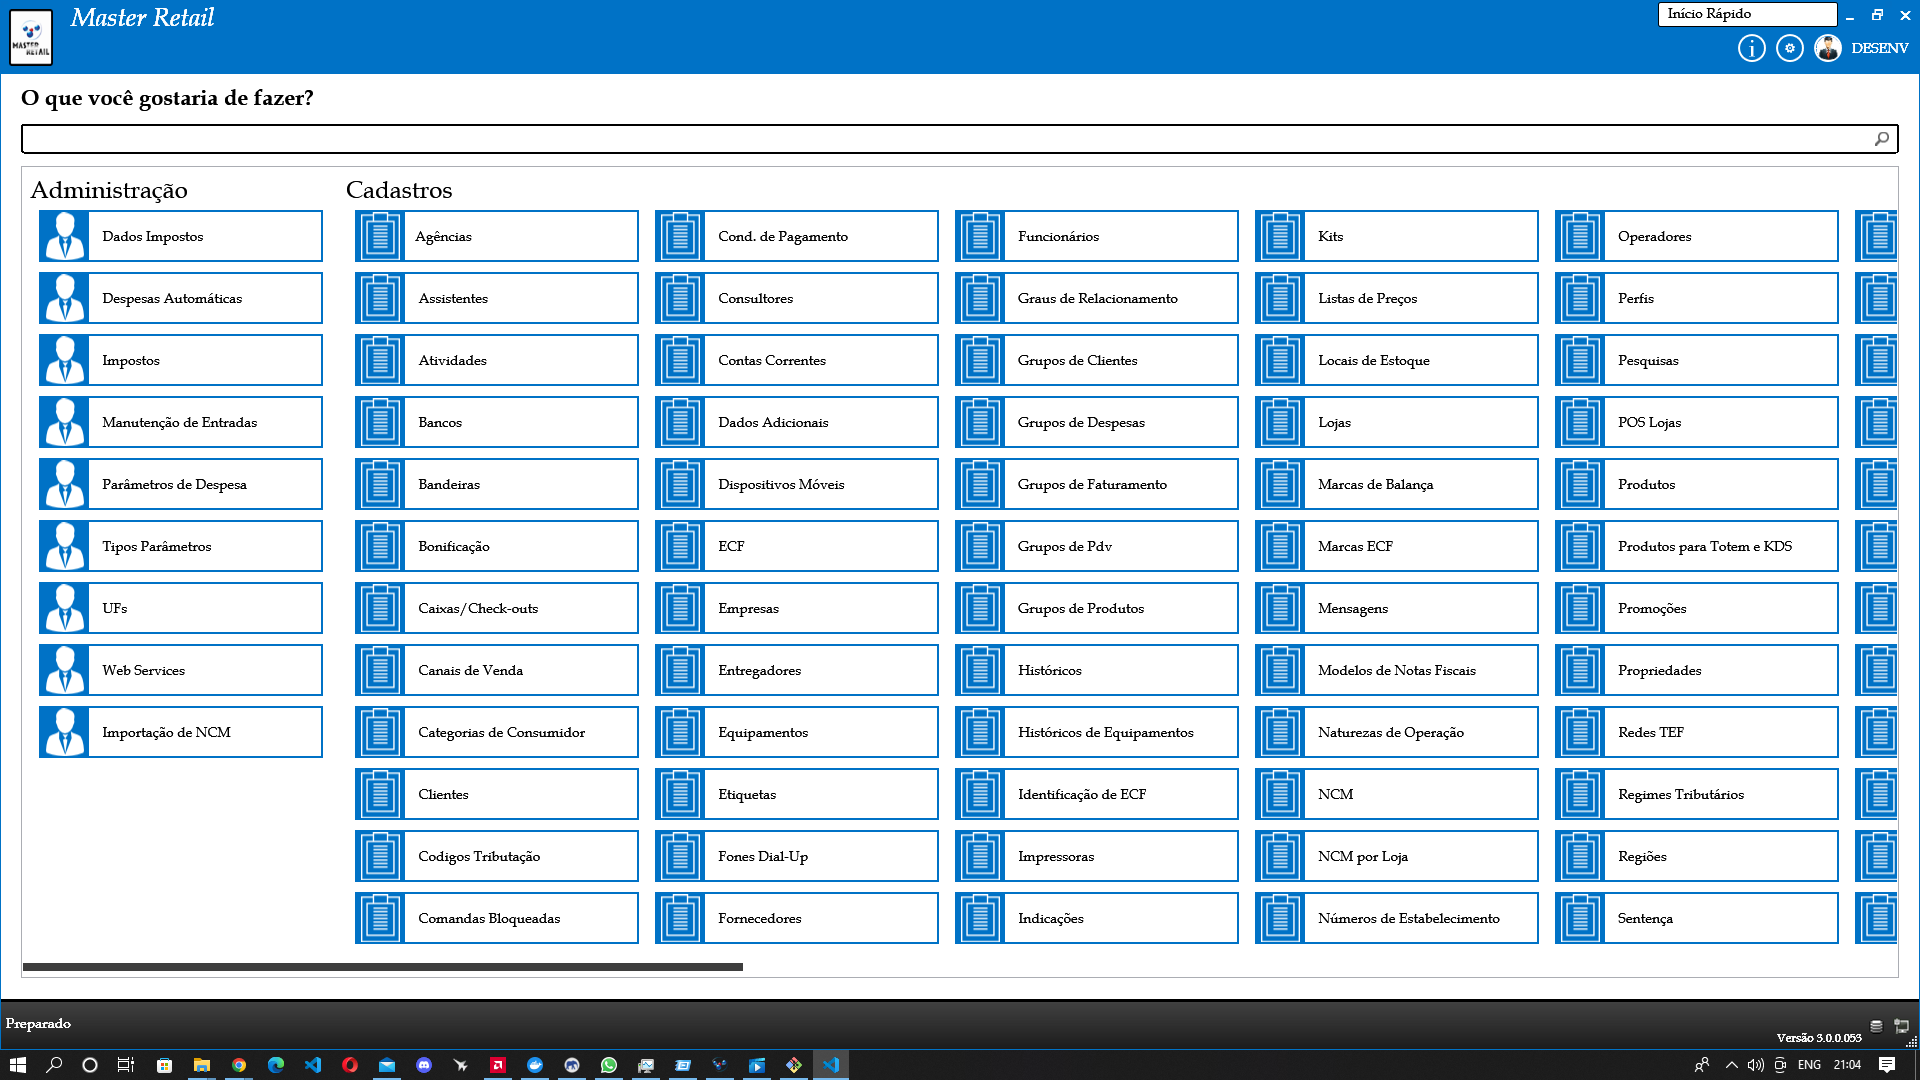 Master Retail
Início Rápido
MASTER
RETAIL
DESENV
O que você gostaria de fazer?
Administração
Dados Impostos
Despesas Automáticas
Impostos
Manutenção de Entradas
Parâmetros de Despesa
Tipos Parâmetros
UFs
Web Services
Importação de NCM
Cadastros
Agências
Assistentes
Atividades
Bancos
Bandeiras
Bonificação
Caixas/Check-outs
Canais de Venda
Categorias de Consumidor
Clientes
Codigos Tributação
Comandas Bloqueadas
Cond. de Pagamento
Consultores
Contas Correntes
Dados Adicionais
Dispositivos Móveis
ECF
Empresas
Entregadores
Equipamentos
Etiquetas
Fones Dial-Up
Fornecedores
Funcionários
Graus de Relacionamento
Grupos de Clientes
Grupos de Despesas
Grupos de Faturamento
Grupos de Pdv
Grupos de Produtos
Históricos
Históricos de Equipamentos
Identificação de ECF
Impressoras
Indicações
Kits
Listas de Preços
Locais de Estoque
Lojas
Marcas de Balança
Marcas ECF
Mensagens
Modelos de Notas Fiscais
Naturezas de Operação
NCM
NCM por Loja
Números de Estabelecimento
Operadores
Perfis
Pesquisas
POS Lojas
Produtos
Produtos para Totem e KDS
Promoções
Propriedades
Redes TEF
Regimes Tributários
Regiões
Sentença
Preparado
Versão 3.0.0.053
ENG
21:04